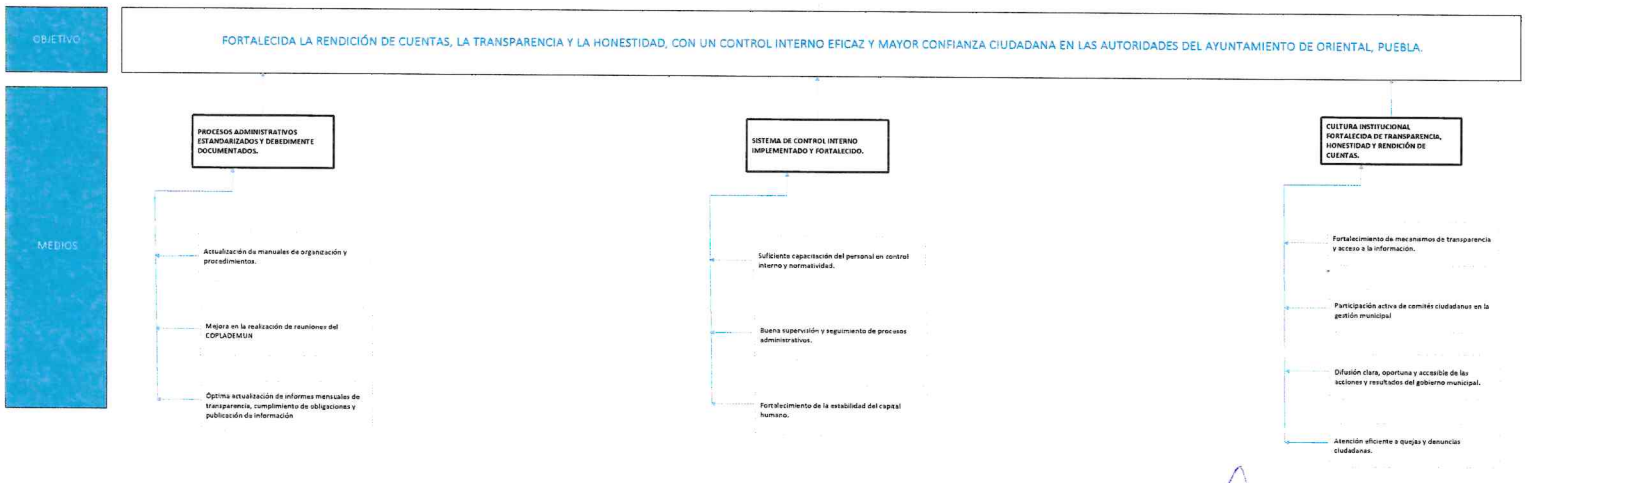 OBJETIVO
FORTALECIDA LA RENDICIÓN DE CUENTAS, LA TRANSPARENCIA Y LA HONESTIDAD, CON UN CONTROL INTERNO EFICAZ Y MAYOR CONFIANZA CIUDADANA EN LAS AUTORIDADES DEL AYUNTAMIENTO DE ORIENTAL, PUEBLA.
MEDIOS
PROCESOS ADMINISTRATIVOS
ESTANDARIZADOS Y DEBEDIMENTE
DOCUMENTADOS.
Actualización de manuales de organización y
procedimientos.
Mejora en la realización de reuniones del
COPLADEMUN
Óptima actualización de informes mensuales de
transparencia, cumplimiento de obligaciones y
publicación de información
SISTEMA DE CONTROL INTERNO
IMPLEMENTADO Y FORTALECIDO.
Suficiente capacitación del personal en control
interno y normatividad.
Buena supervisión y seguimiento de procesos
administrativos.
Fortalecimiento de la estabilidad del capital
humano.
CULTURA INSTITUCIONAL
FORTALECIDA DE TRANSPARENCIA,
HONESTIDAD Y RENDICIÓN DE
CUENTAS.
Fortalecimiento de mecanismos de transparencia
y acceso a la información.
Participación activa de comités ciudadanos en la
gestión municipal
Difusión clara, oportuna y accesible de las
acciones y resultados del gobierno municipal.
Atención eficiente a quejas y denuncias
ciudadanas.